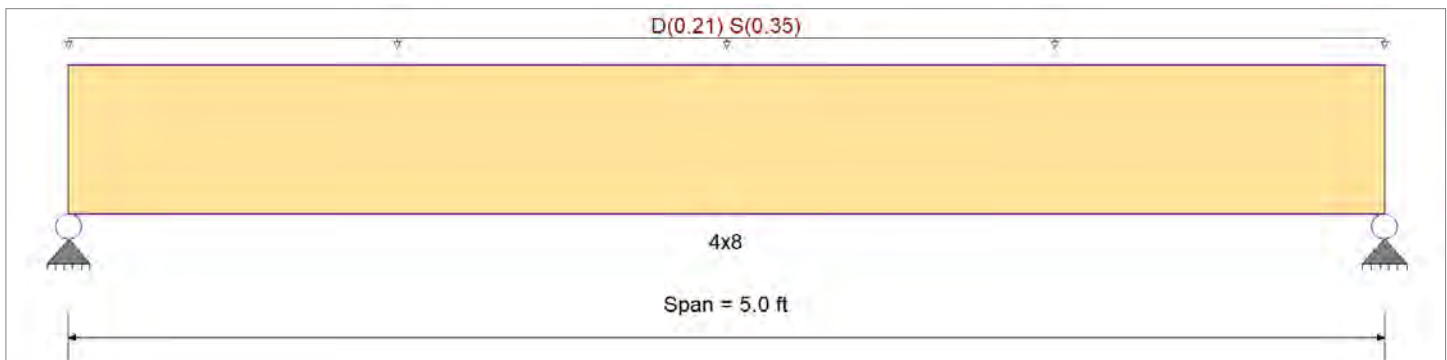 D(0.21) S(0.35)
4x8
Span = 5.0 ft